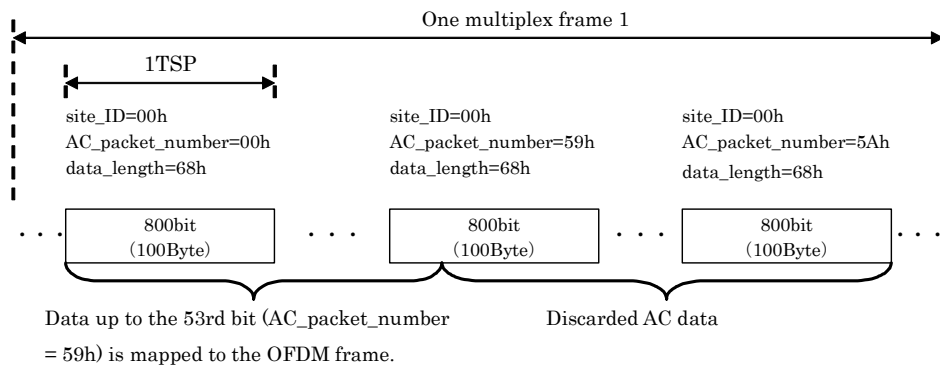 One multiplex frame 1
1TSP
site_ID=00h
AC_packet_number=00h
data_length=68h
site_ID=00h
AC_packet_number=59h
data_length=68h
site_ID=00h
AC_packet_number=5Ah
data_length=68h
. . .
800bit
(100Byte)
. . .
800bit
(100Byte)
. . .
800bit
(100Byte)
. . .
Data up to the 53rd bit (AC_packet_number
= 59h) is mapped to the OFDM frame.
Discarded AC data